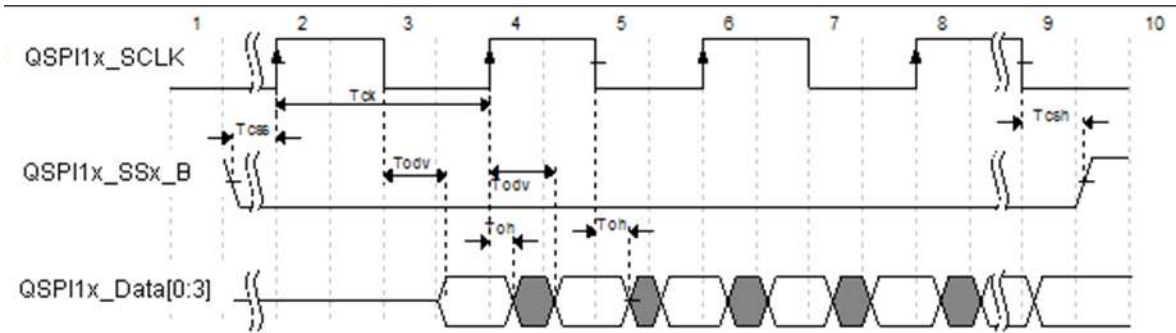 1 2 3 4 5 6 7 8 9 10
QSPI1x_SCLK
Tck
Tcss Tcsh
QSPI1x_SSx_B
Todv Todv
Toh Toh
QSPI1x_Data[0:3]